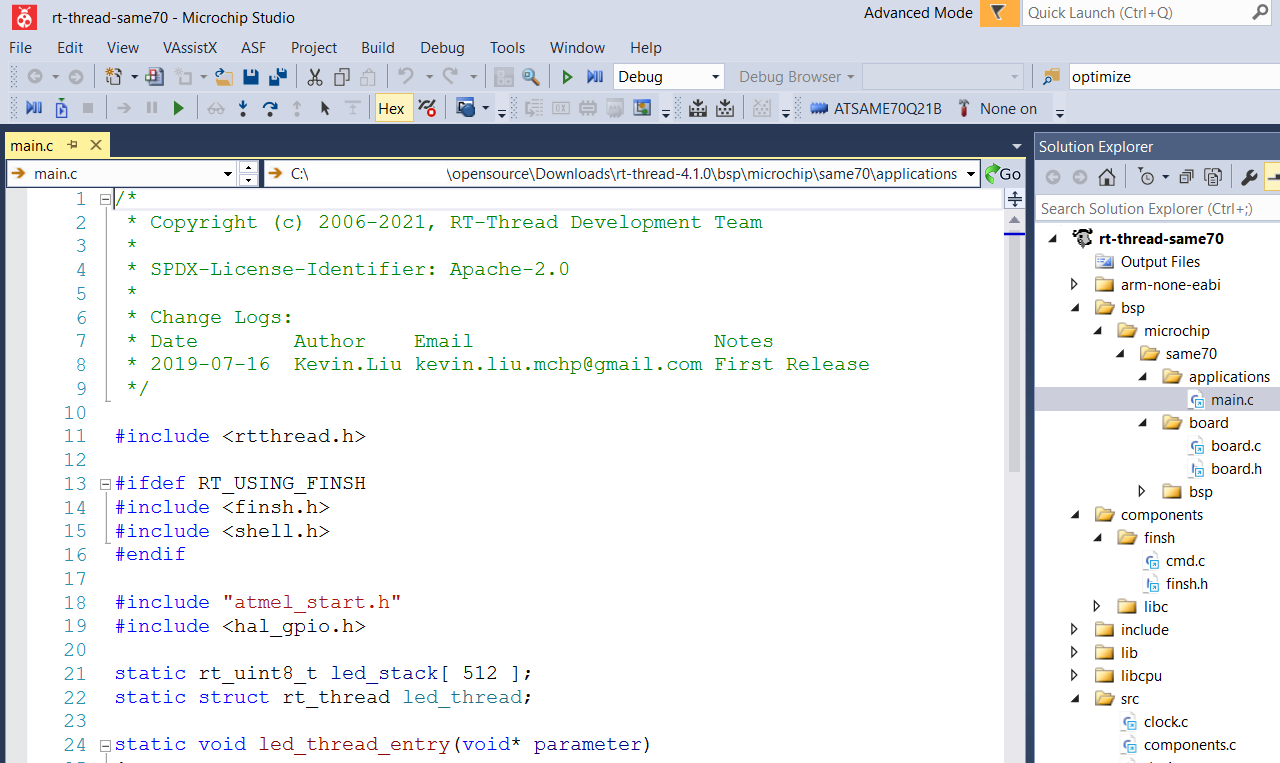 rt-thread-same70 - Microchip Studio
Advanced Mode
Quick Launch (Ctrl+Q)
File Edit View VAssistX ASF Project Build Debug Tools Window Help
Debug Debug Browser optimize
Hex ATSAME70Q21B None on
main.c
Solution Explorer
main.c C:\ \opensource\Downloads\rt-thread-4.1.0\bsp\microchip\same70\applications Go
1 /*
2 * Copyright (c) 2006-2021, RT-Thread Development Team
3 *
4 * SPDX-License-Identifier: Apache-2.0
5 *
6 * Change Logs:
7 * Date Author Email Notes
8 * 2019-07-16 Kevin.Liu kevin.liu.mchp@gmail.com First Release
9 */
10
11 #include <rtthread.h>
12
13 #ifdef RT_USING_FINSH
14 #include <finsh.h>
15 #include <shell.h>
16 #endif
17
18 #include "atmel_start.h"
19 #include <hal_gpio.h>
20
21 static rt_uint8_t led_stack[ 512 ];
22 static struct rt_thread led_thread;
23
24 static void led_thread_entry(void* parameter)
Search Solution Explorer (Ctrl+;)
rt-thread-same70
Output Files
arm-none-eabi
bsp
microchip
same70
applications
main.c
board
board.c
board.h
bsp
components
finsh
cmd.c
finsh.h
libc
include
lib
libcpu
src
clock.c
components.c